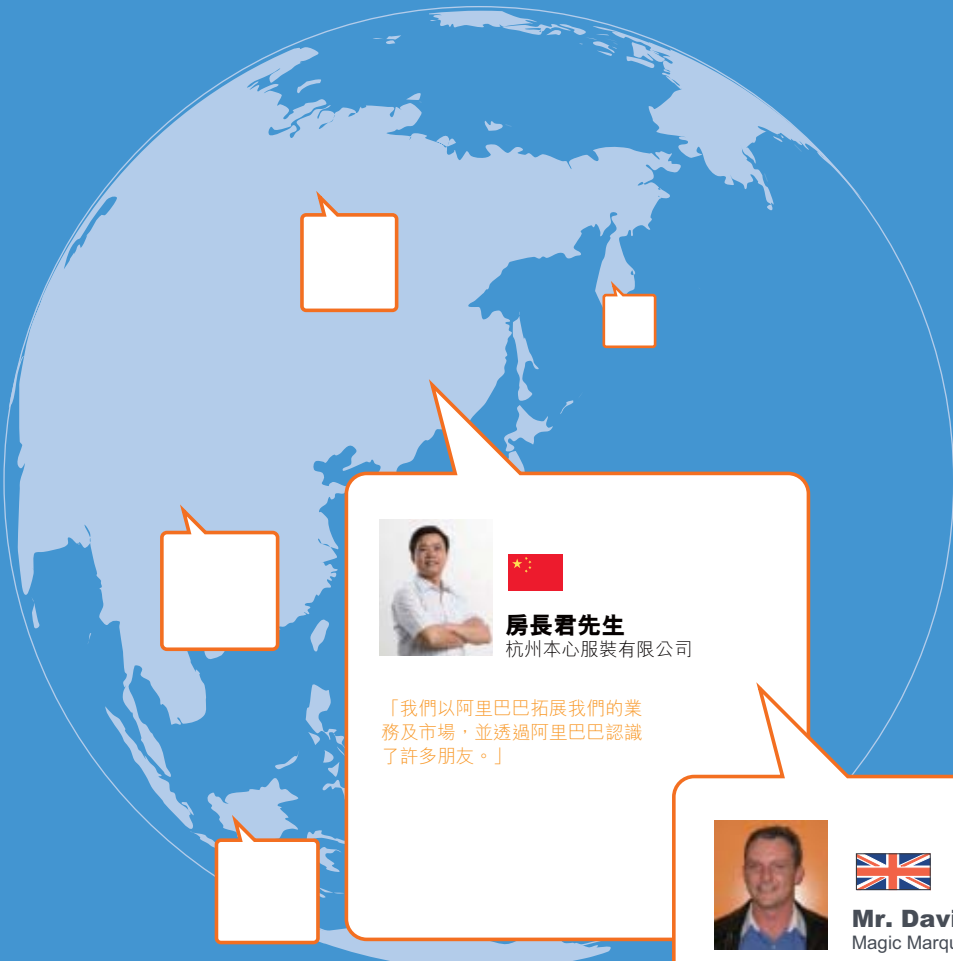 房長君先生
杭州本心服裝有限公司
「我們以阿里巴巴拓展我們的業
務及市場，並透過阿里巴巴認識
了許多朋友。」
Mr.
Magic